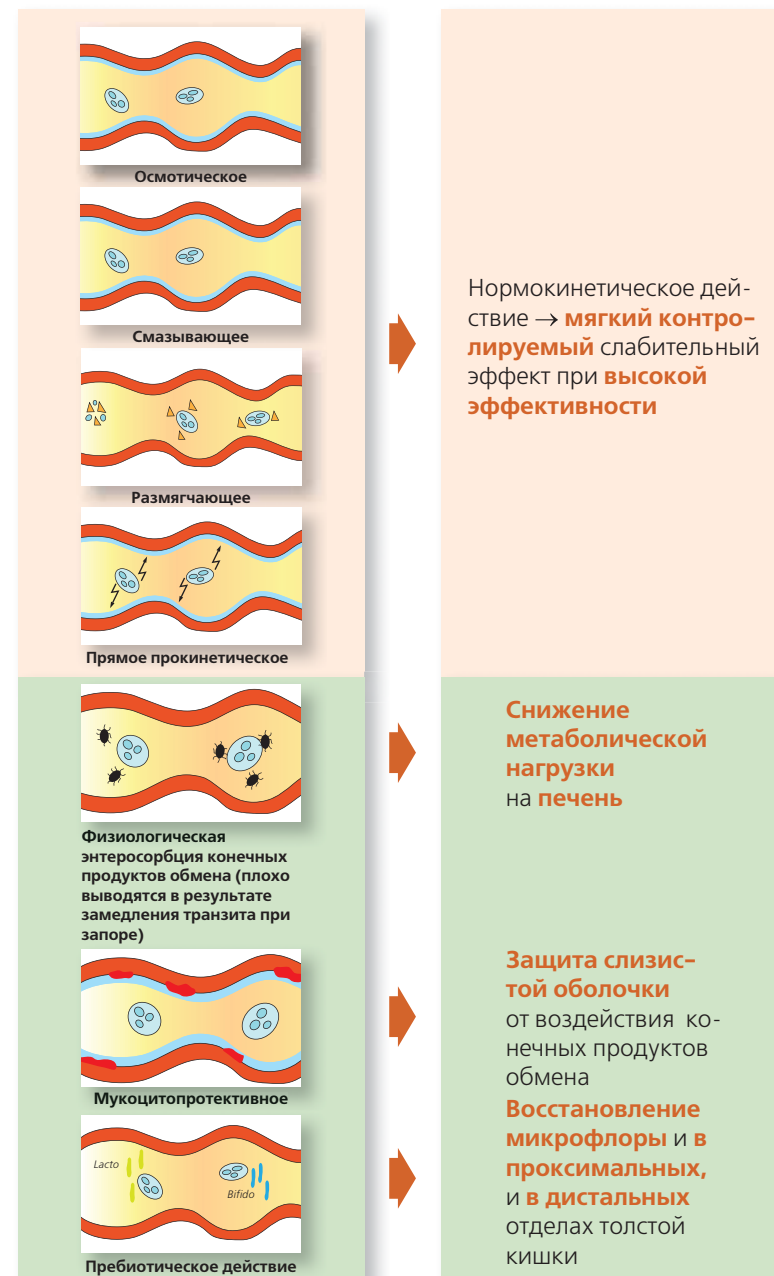 Осмотическое
Смазывающее
Размягчающее
Прямое прокинетическое
Нормокинетическое дей-
ствие → мягкий контро-
лируемый слабительный
эффект при высокой
эффективности
Физиологическая
энтеросорбция конечных
продуктов обмена (плохо
выводятся в результате
замедления транзита при
запоре)
Снижение
метаболической
нагрузки
на печень
Мукоцитопротективное
Защита слизис-
той оболочки
от воздействия ко-
нечных продуктов
обмена
Lacto
Bifido
Пребиотическое действие
Восстановление
микрофлоры и в
проксимальных,
и в дистальных
отделах толстой
кишки